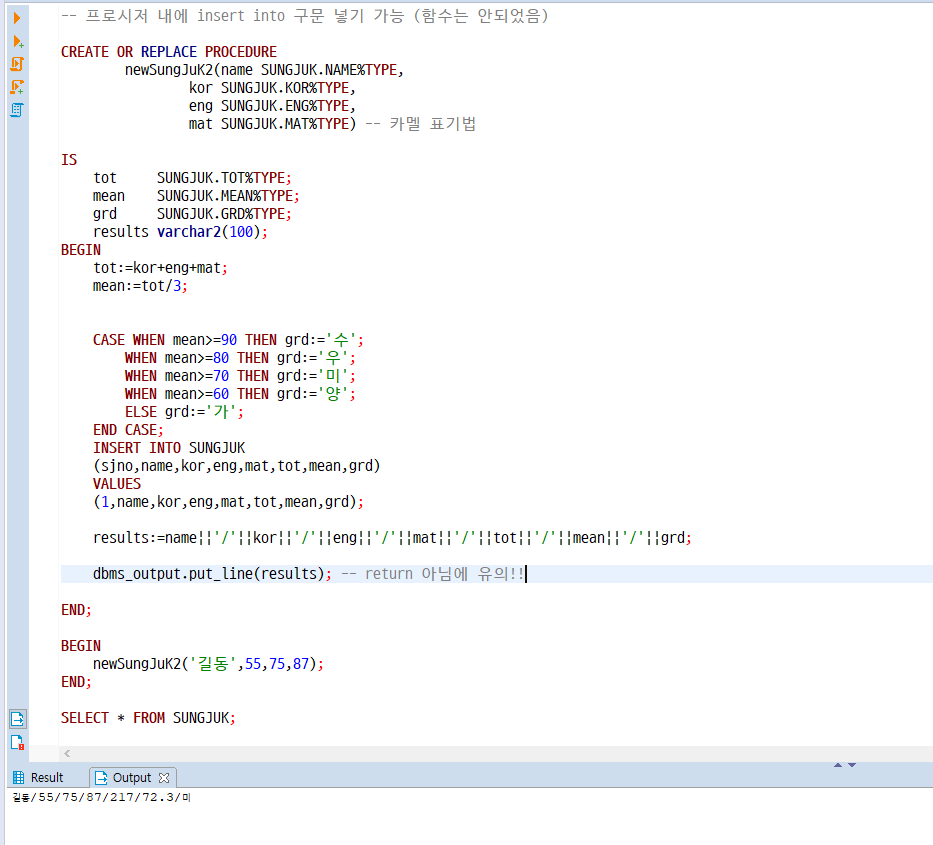 -- 프로시저 내에 insert into 구문 넣기 가능 (함수는 안되었음)
CREATE OR REPLACE PROCEDURE
newSungJuK2(name SUNGJUK.NAME%TYPE,
kor SUNGJUK.KOR%TYPE,
eng SUNGJUK.ENG%TYPE,
mat SUNGJUK.MAT%TYPE) -- 카멜 표기법
IS
tot SUNGJUK.TOT%TYPE;
mean SUNGJUK.MEAN%TYPE;
grd SUNGJUK.GRD%TYPE;
results varchar2(100);
BEGIN
tot:=kor+eng+mat;
mean:=tot/3;
CASE WHEN mean>=90 THEN grd:='수';
WHEN mean>=80 THEN grd:='우';
WHEN mean>=70 THEN grd:='미';
WHEN mean>=60 THEN grd:='양';
ELSE grd:='가';
END CASE;
INSERT INTO SUNGJUK
(sjno,name,kor,eng,mat,tot,mean,grd)
VALUES
(1,name,kor,eng,mat,tot,mean,grd);
results:=name||'/'||kor||'/'||eng||'/'||mat||'/'||tot||'/'||mean||'/'||grd;
dbms_output.put_line(results); -- return 아님에 유의!!
END;
BEGIN
newSungJuK2('길동',55,75,87);
END;
SELECT * FROM SUNGJUK;
Result Output
길동/55/75/87/217/72.3/미